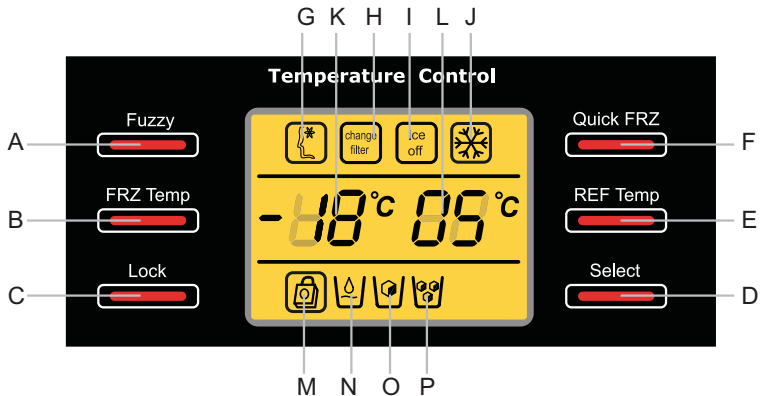 G K H I L J
Temperature Control
Fuzzy
Quick FRZ
change
filter
ice
off
A
F
FRZ Temp
REF Temp
-18°C 05°C
B
E
Lock
Select
C
D
M N O P